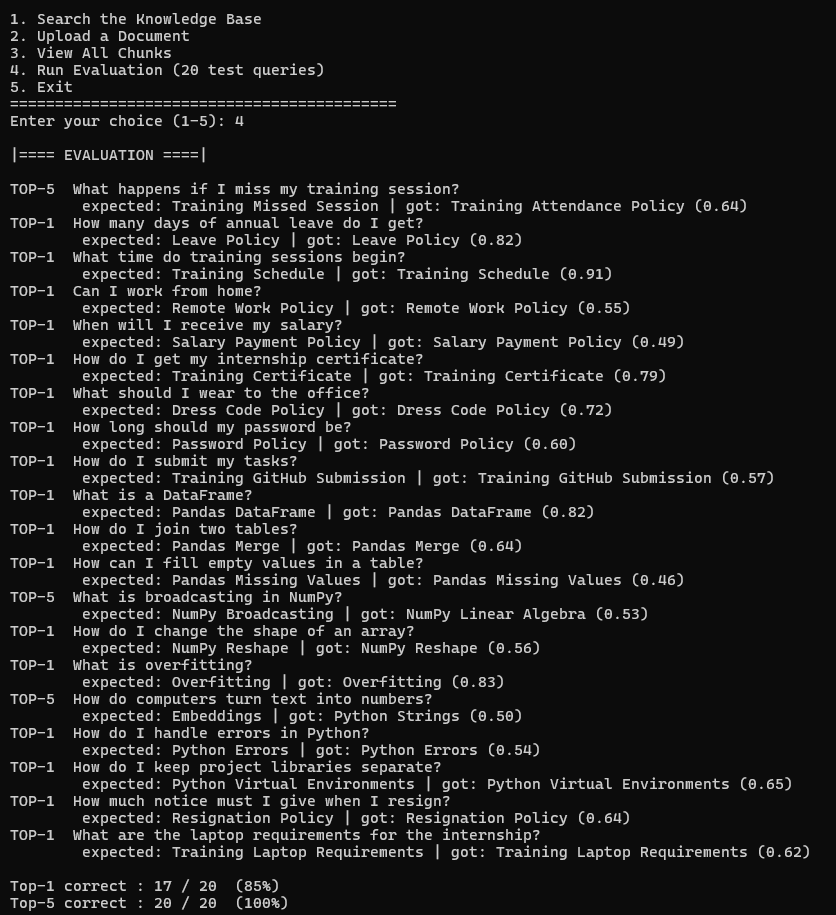 1. Search the Knowledge Base
2. Upload a Document
3. View All Chunks
4. Run Evaluation (20 test queries)
5. Exit
===========================================
Enter your choice (1-5): 4
|==== EVALUATION ====|
TOP-5  What happens if I miss my training session?
        expected: Training Missed Session | got: Training Attendance Policy (0.64)
TOP-1  How many days of annual leave do I get?
        expected: Leave Policy | got: Leave Policy (0.82)
TOP-1  What time do training sessions begin?
        expected: Training Schedule | got: Training Schedule (0.91)
TOP-1  Can I work from home?
        expected: Remote Work Policy | got: Remote Work Policy (0.55)
TOP-1  When will I receive my salary?
        expected: Salary Payment Policy | got: Salary Payment Policy (0.49)
TOP-1  How do I get my internship certificate?
        expected: Training Certificate | got: Training Certificate (0.79)
TOP-1  What should I wear to the office?
        expected: Dress Code Policy | got: Dress Code Policy (0.72)
TOP-1  How long should my password be?
        expected: Password Policy | got: Password Policy (0.60)
TOP-1  How do I submit my tasks?
        expected: Training GitHub Submission | got: Training GitHub Submission (0.57)
TOP-1  What is a DataFrame?
        expected: Pandas DataFrame | got: Pandas DataFrame (0.82)
TOP-1  How do I join two tables?
        expected: Pandas Merge | got: Pandas Merge (0.64)
TOP-1  How can I fill empty values in a table?
        expected: Pandas Missing Values | got: Pandas Missing Values (0.46)
TOP-5  What is broadcasting in NumPy?
        expected: NumPy Broadcasting | got: NumPy Linear Algebra (0.53)
TOP-1  How do I change the shape of an array?
        expected: NumPy Reshape | got: NumPy Reshape (0.56)
TOP-1  What is overfitting?
        expected: Overfitting | got: Overfitting (0.83)
TOP-5  How do computers turn text into numbers?
        expected: Embeddings | got: Python Strings (0.50)
TOP-1  How do I handle errors in Python?
        expected: Python Errors | got: Python Errors (0.54)
TOP-1  How do I keep project libraries separate?
        expected: Python Virtual Environments | got: Python Virtual Environments (0.65)
TOP-1  How much notice must I give when I resign?
        expected: Resignation Policy | got: Resignation Policy (0.64)
TOP-1  What are the laptop requirements for the internship?
        expected: Training Laptop Requirements | got: Training Laptop Requirements (0.62)
Top-1 correct : 17 / 20  (85%)
Top-5 correct : 20 / 20  (100%)